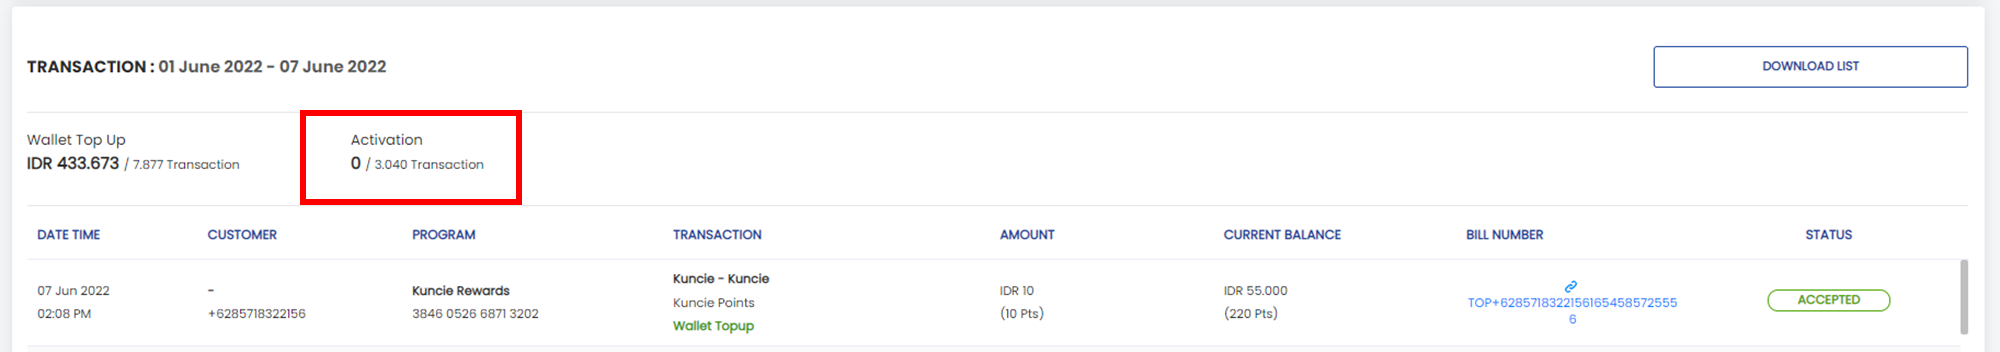 TRANSACTION : 01 June 2022 - 07 June 2022
DOWNLOAD LIST
Wallet Top Up
IDR 433.673 / 7.877 Transaction
Activation
0 / 3.040 Transaction
DATE TIME CUSTOMER PROGRAM TRANSACTION AMOUNT CURRENT BALANCE BILL NUMBER STATUS
07 Jun 2022
02:08 PM
-
+6285718322156
Kuncie Rewards
3846 0526 6871 3202
Kuncie - Kuncie
Kuncie Points
Wallet Topup
IDR 10
(10 Pts)
IDR 55.000
(220 Pts)
TOP+6285718322156165458572555
6
ACCEPTED